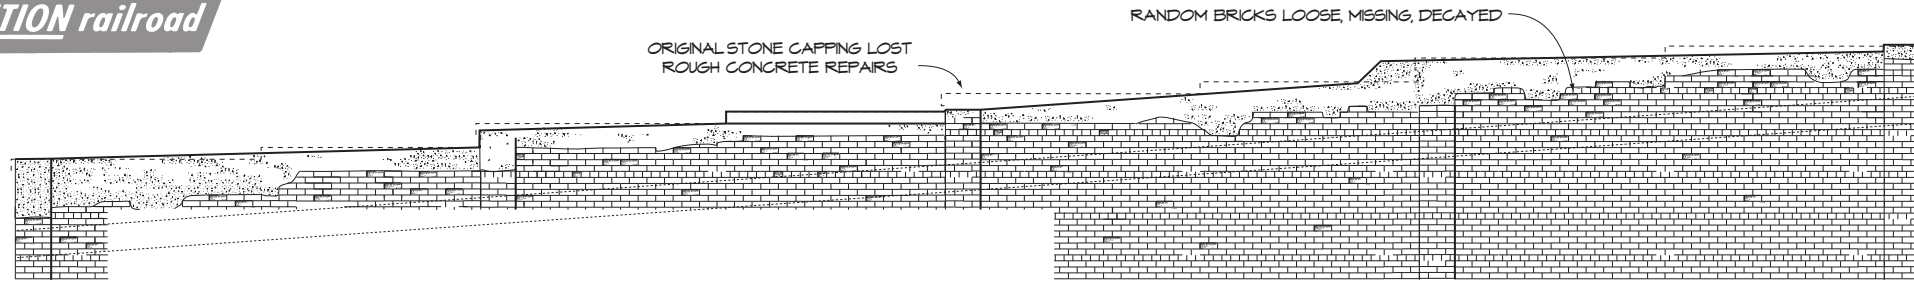 TION railroad
RANDOM BRICKS LOOSE, MISSING, DECAYED
ORIGINAL STONE CAPPING LOST
ROUGH CONCRETE REPAIRS